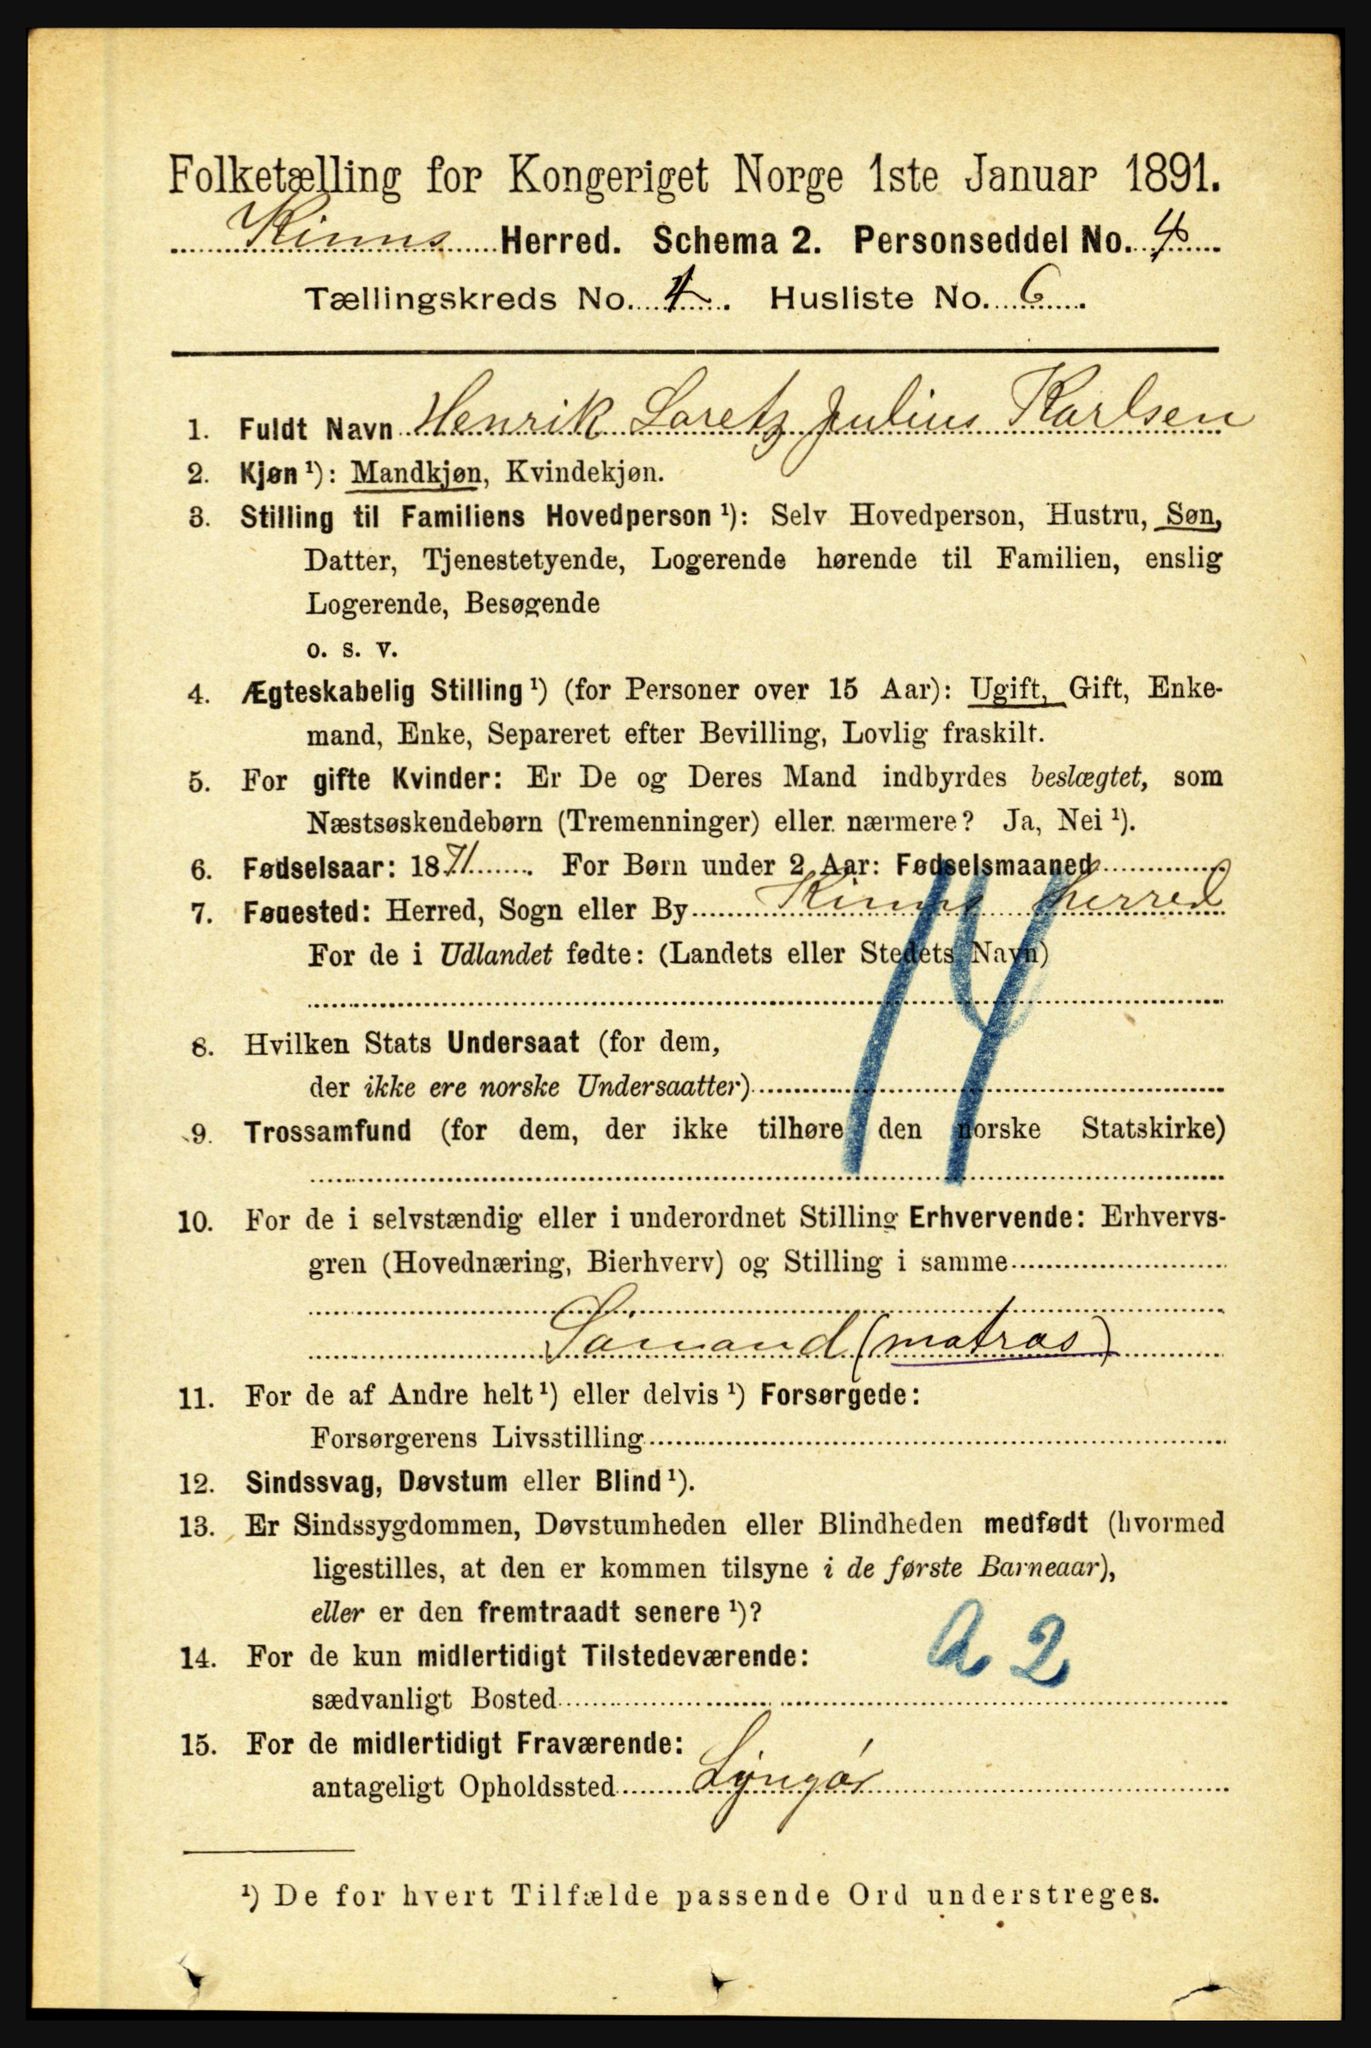 Folketælling for Kongeriget Norge 1ste Januar 1891.
Kinns Herred. Schema 2. Personseddel No. 4.
Tællingskreds No. 4. Husliste No. 6.
1. Fuldt Navn Henrik Loretz Julius Karlsen
2. Kjøn ¹): Mandkjøn, Kvindekjøn.
3. Stilling til Familiens Hovedperson ¹): Selv Hovedperson, Hustru, Søn,
Datter, Tjenestetyende, Logerende hørende til Familien, enslig
Logerende, Besøgende
o. s. v.
4. Ægteskabelig Stilling ¹) (for Personer over 15 Aar): Ugift, Gift, Enke-
mand, Enke, Separeret efter Bevilling, Lovlig fraskilt.
5. For gifte Kvinder: Er De og Deres Mand indbyrdes beslægtet, som
Næstsøskendebørn (Tremenninger) eller nærmere? Ja, Nei ¹).
6. Fødselsaar: 1871. For Børn under 2 Aar: Fødselsmaaned
7. Føuested: Herred, Sogn eller By Kinns herred
For de i Udlandet fødte: (Landets eller Stedets Navn)
14
8. Hvilken Stats Undersaat (for dem,
der ikke ere norske Undersaatter)
9. Trossamfund (for dem, der ikke tilhøre den norske Statskirke)
10. For de i selvstændig eller i underordnet Stilling Erhvervende: Erhvervs-
gren (Hovednæring, Bierhverv) og Stilling i samme
Sömand (matros)
11. For de af Andre helt ¹) eller delvis ¹) Forsørgede:
Forsørgerens Livsstilling
12. Sindssvag, Døvstum eller Blind ¹).
13. Er Sindssygdommen, Døvstumheden eller Blindheden medfødt (hvormed
ligestilles, at den er kommen tilsyne i de første Barneaar),
eller er den fremtraadt senere ¹)?
a 2
14. For de kun midlertidigt Tilstedeværende:
sædvanligt Bosted
15. For de midlertidigt Fraværende:
antageligt Opholdssted Lyngör
¹) De for hvert Tilfælde passende Ord understreges.